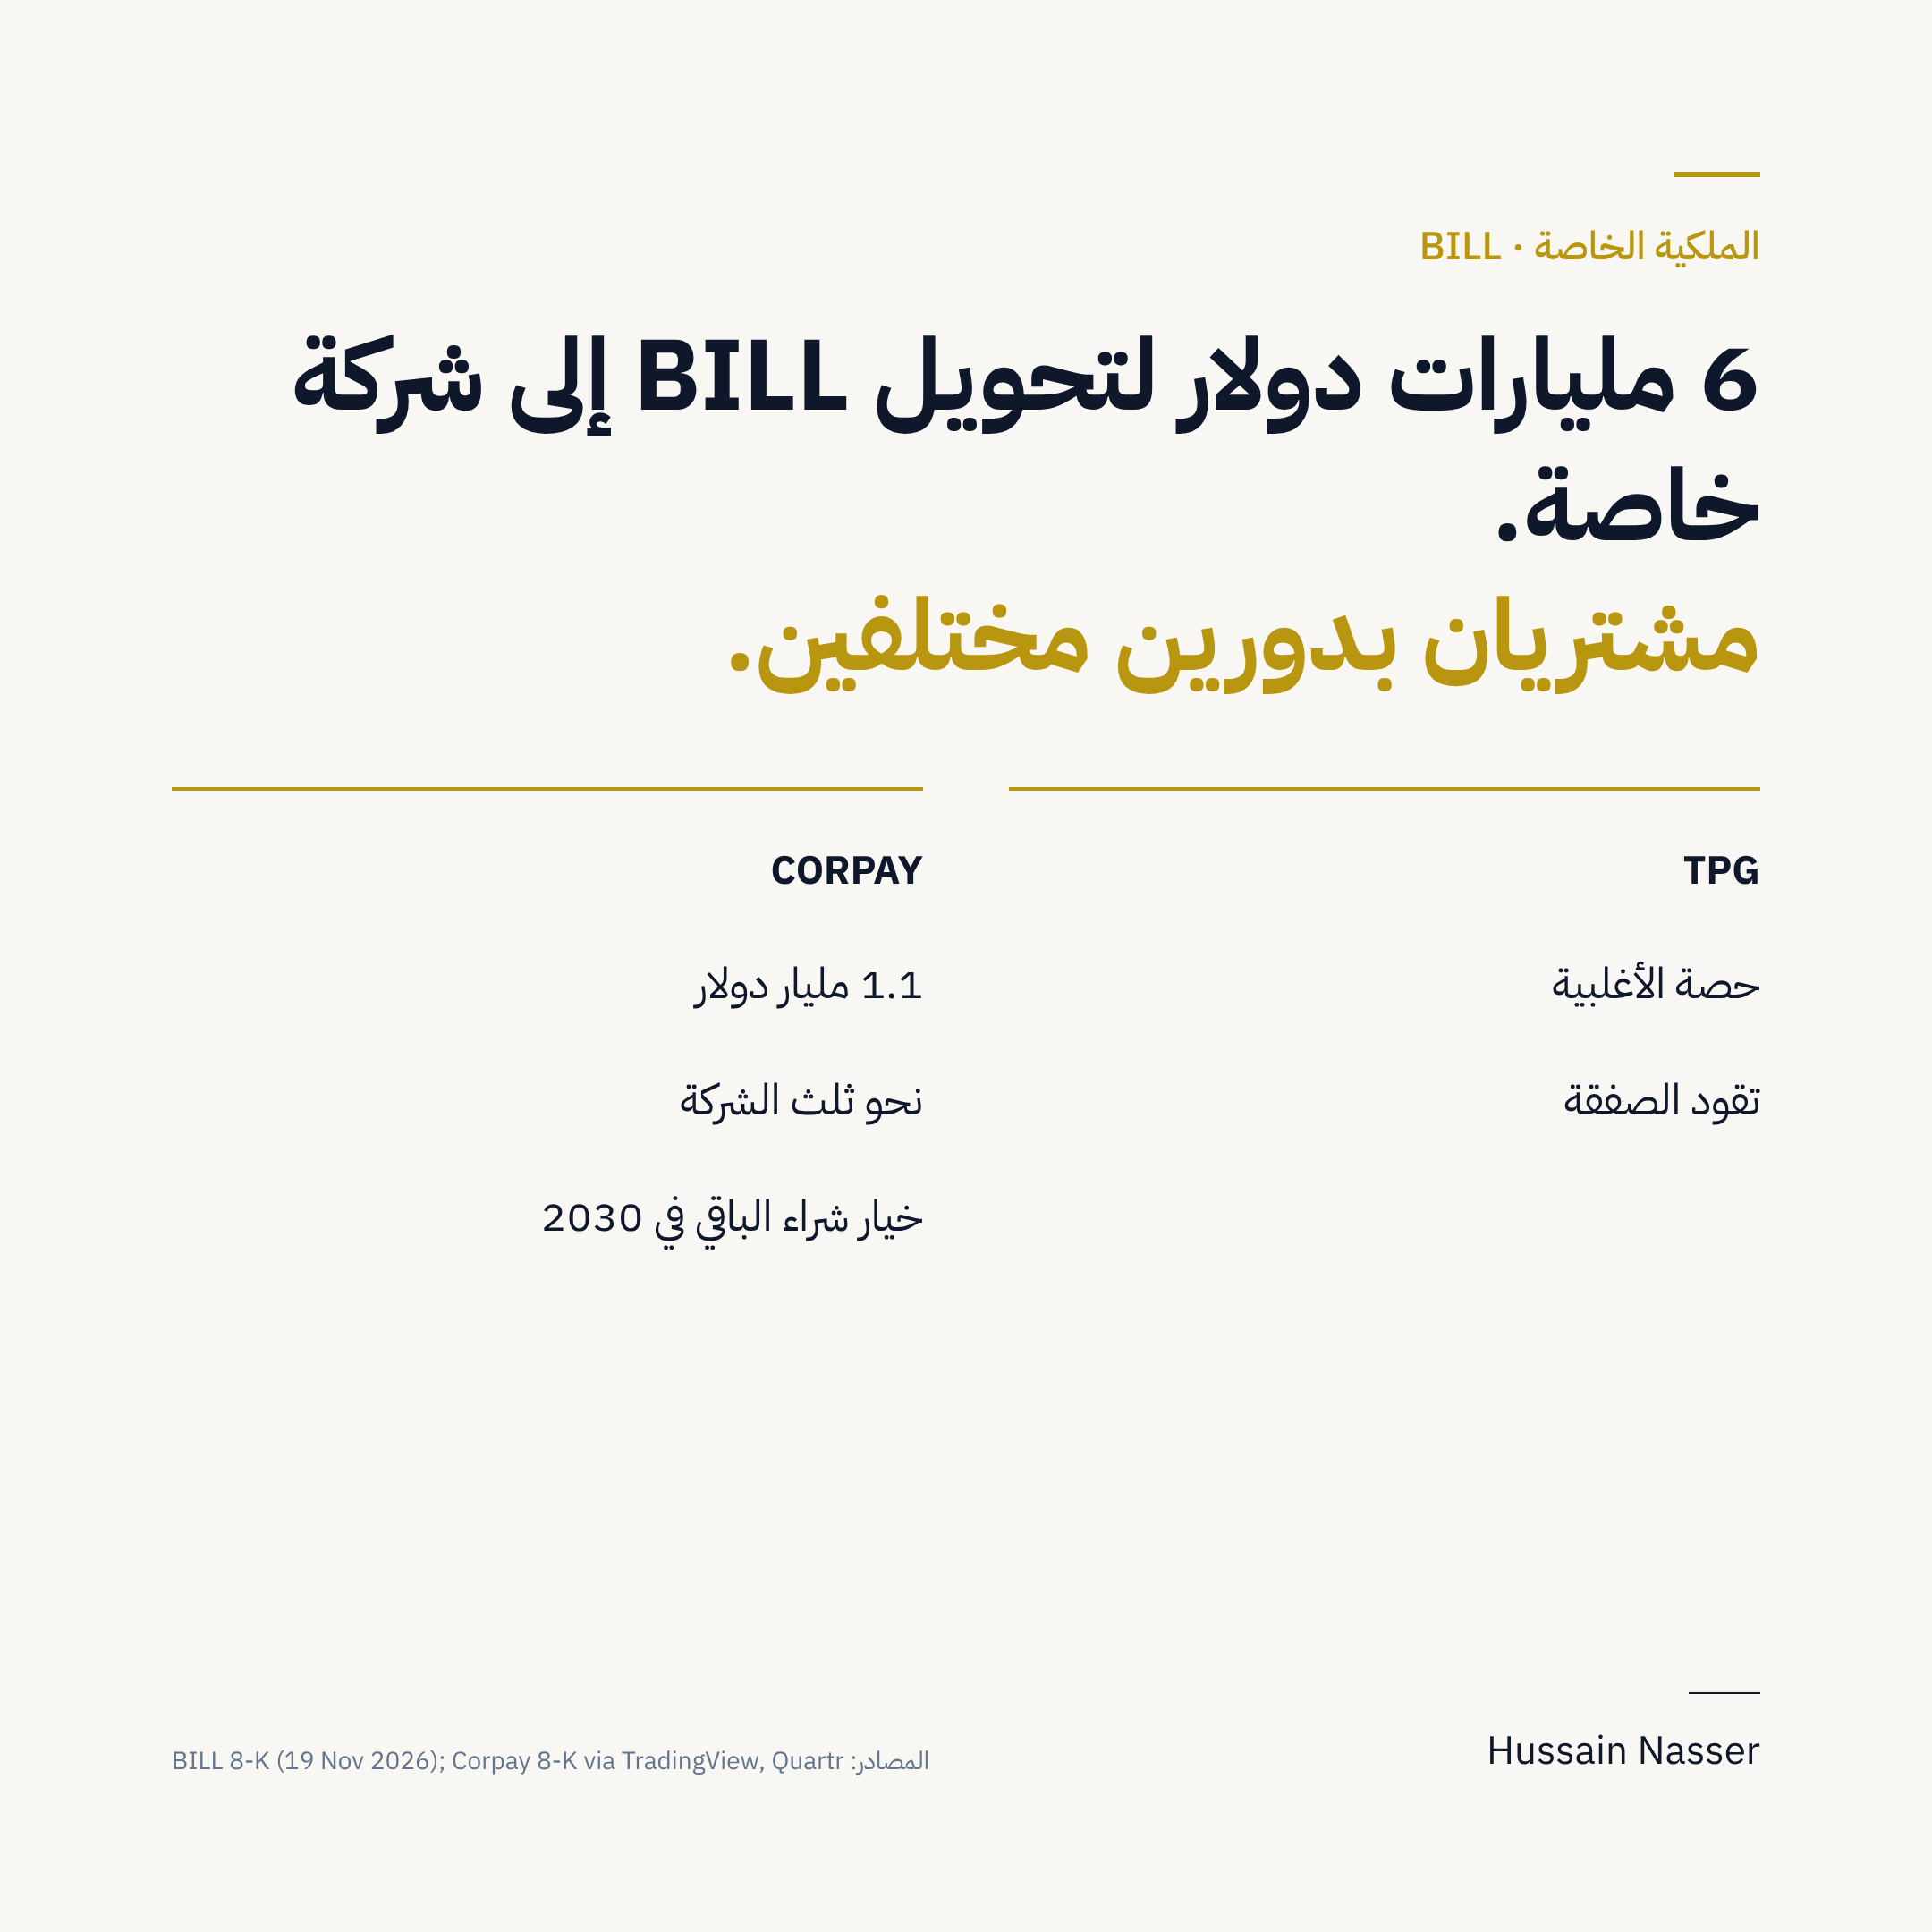 الملكية الخاصة · BILL
6 مليارات دولار لتحويل BILL إلى شركة
خاصة.
مشتريان بدورين مختلفين.
TPG
حصة الأغلبية
تقود الصفقة
CORPAY
1.1 مليار دولار
نحو ثلث الشركة
خيار شراء الباقي في 2030
Hussain Nasser
المصادر: BILL 8-K (19 Nov 2026); Corpay 8-K via TradingView, Quartr